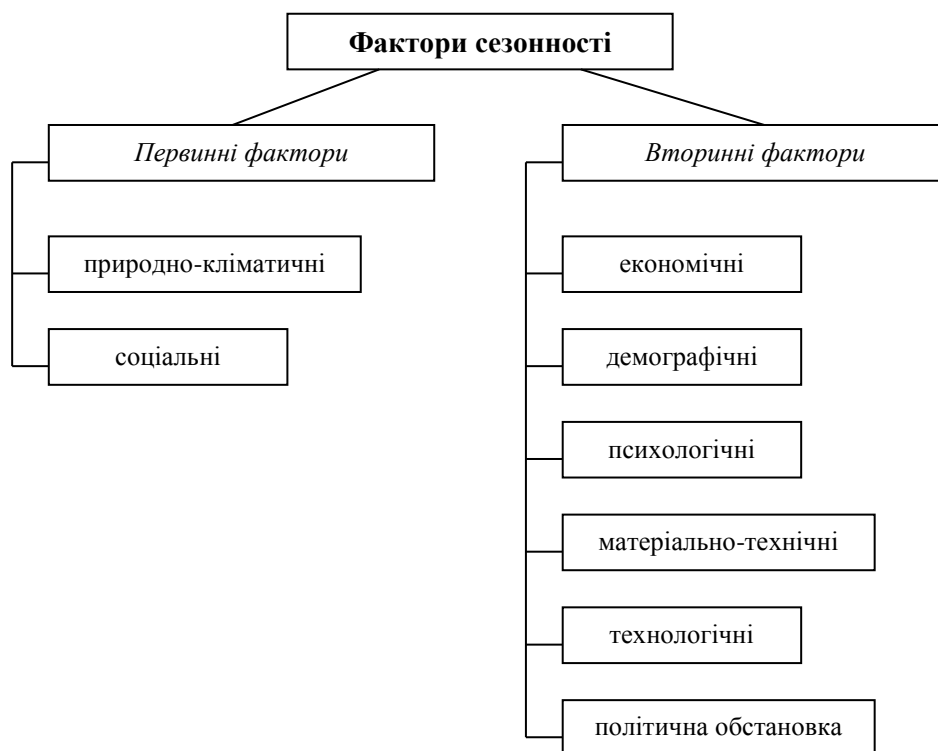 Фактори сезонності
Первинні фактори
природно-кліматичні
соціальні
Вторинні фактори
економічні
демографічні
психологічні
матеріально-технічні
технологічні
політична обстановка